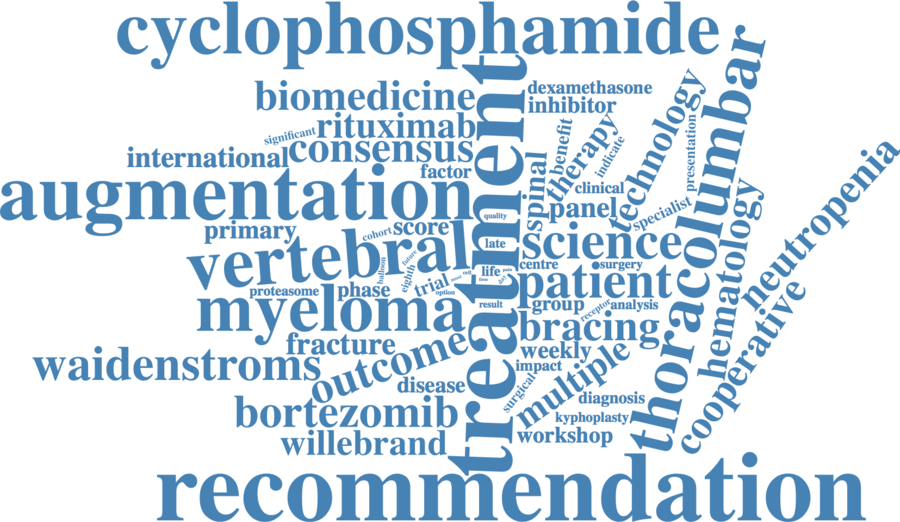 cyclophosphamide
biomedicine
dexamethasone
inhibitor
significant
rituximab
international
consensus
factor
augmentation
treatment
spinal
benefit
therapy
indicate
clinical
panel
technology
presentation
specialist
thoracolumbar
neutropenia
hematology
cooperative
primary
cohort
score
quality
late
science
vertebral
balloon
future
eighth
trial
option
centre
surgery
life
patient
proteasome
phase
result
group
receptor
analysis
myeloma
bracing
fracture
outcome
weekly
impact
multiple
waidenstroms
disease
surgical
diagnosis
bortezomib
kyphoplasty
willebrand
workshop
recommendation